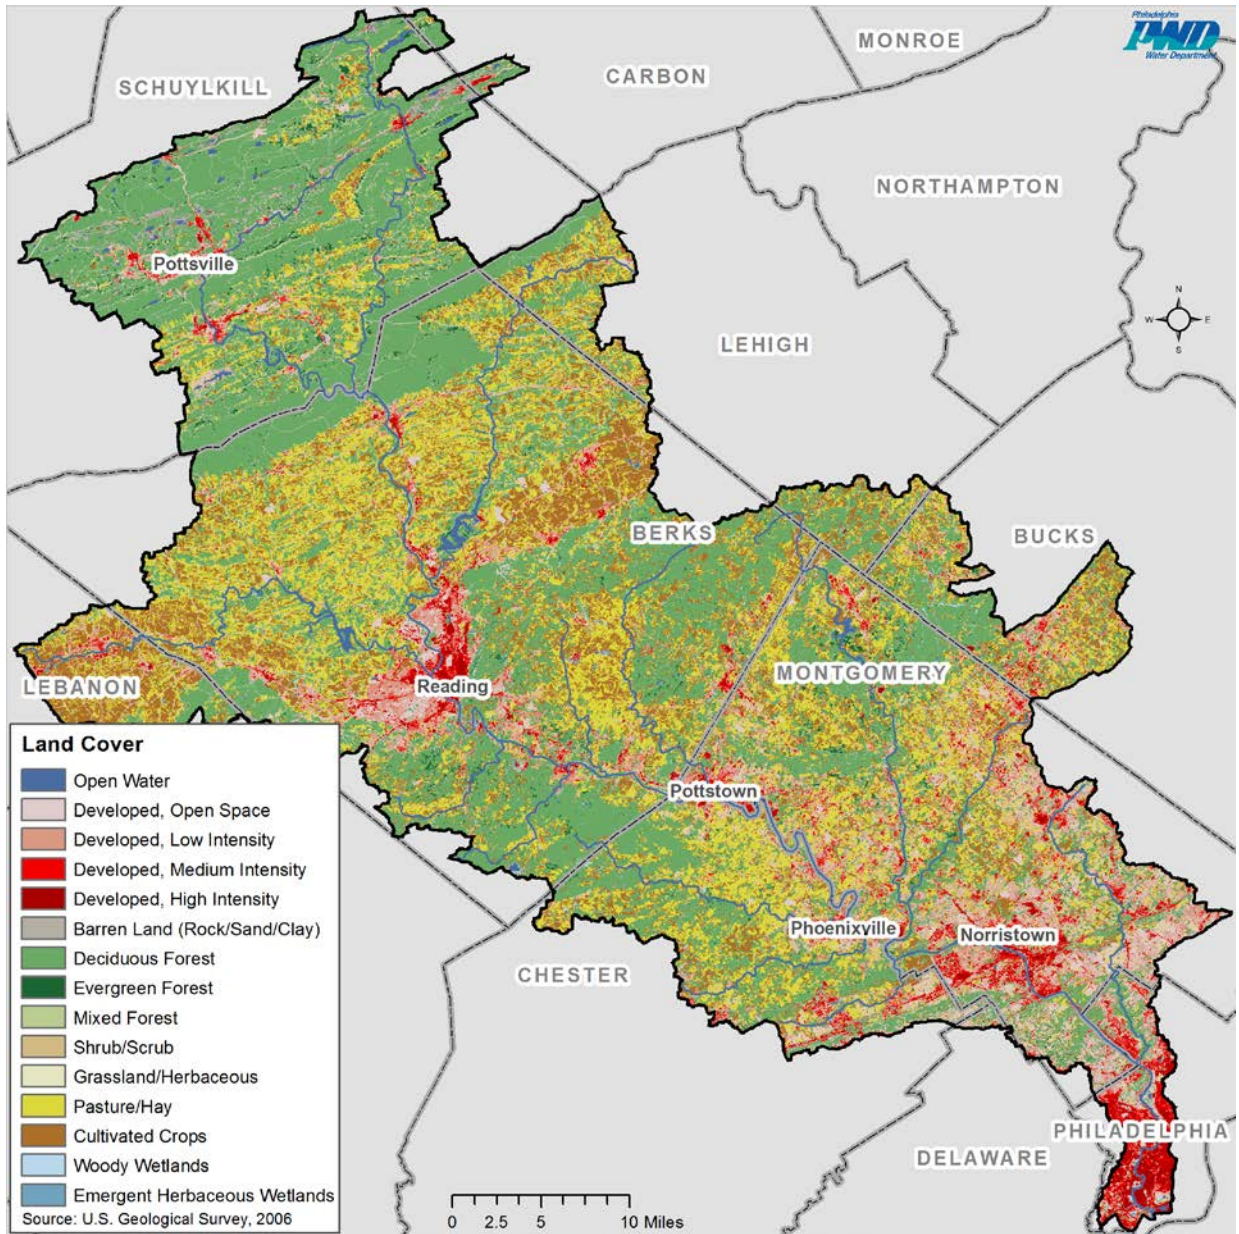 Philadelphia
PWD
Water Department
MONROE
CARBON
SCHUYLKILL
NORTHAMPTON
Pottsville
N
W
E
S
LEHIGH
BERKS
BUCKS
MONTGOMERY
LEBANON
Reading
Pottstown
Phoenixville
Norristown
CHESTER
PHILADELPHIA
DELAWARE
Land Cover
Open Water
Developed, Open Space
Developed, Low Intensity
Developed, Medium Intensity
Developed, High Intensity
Barren Land (Rock/Sand/Clay)
Deciduous Forest
Evergreen Forest
Mixed Forest
Shrub/Scrub
Grassland/Herbaceous
Pasture/Hay
Cultivated Crops
Woody Wetlands
Emergent Herbaceous Wetlands
Source: U.S. Geological Survey, 2006
0 2.5 5 10 Miles